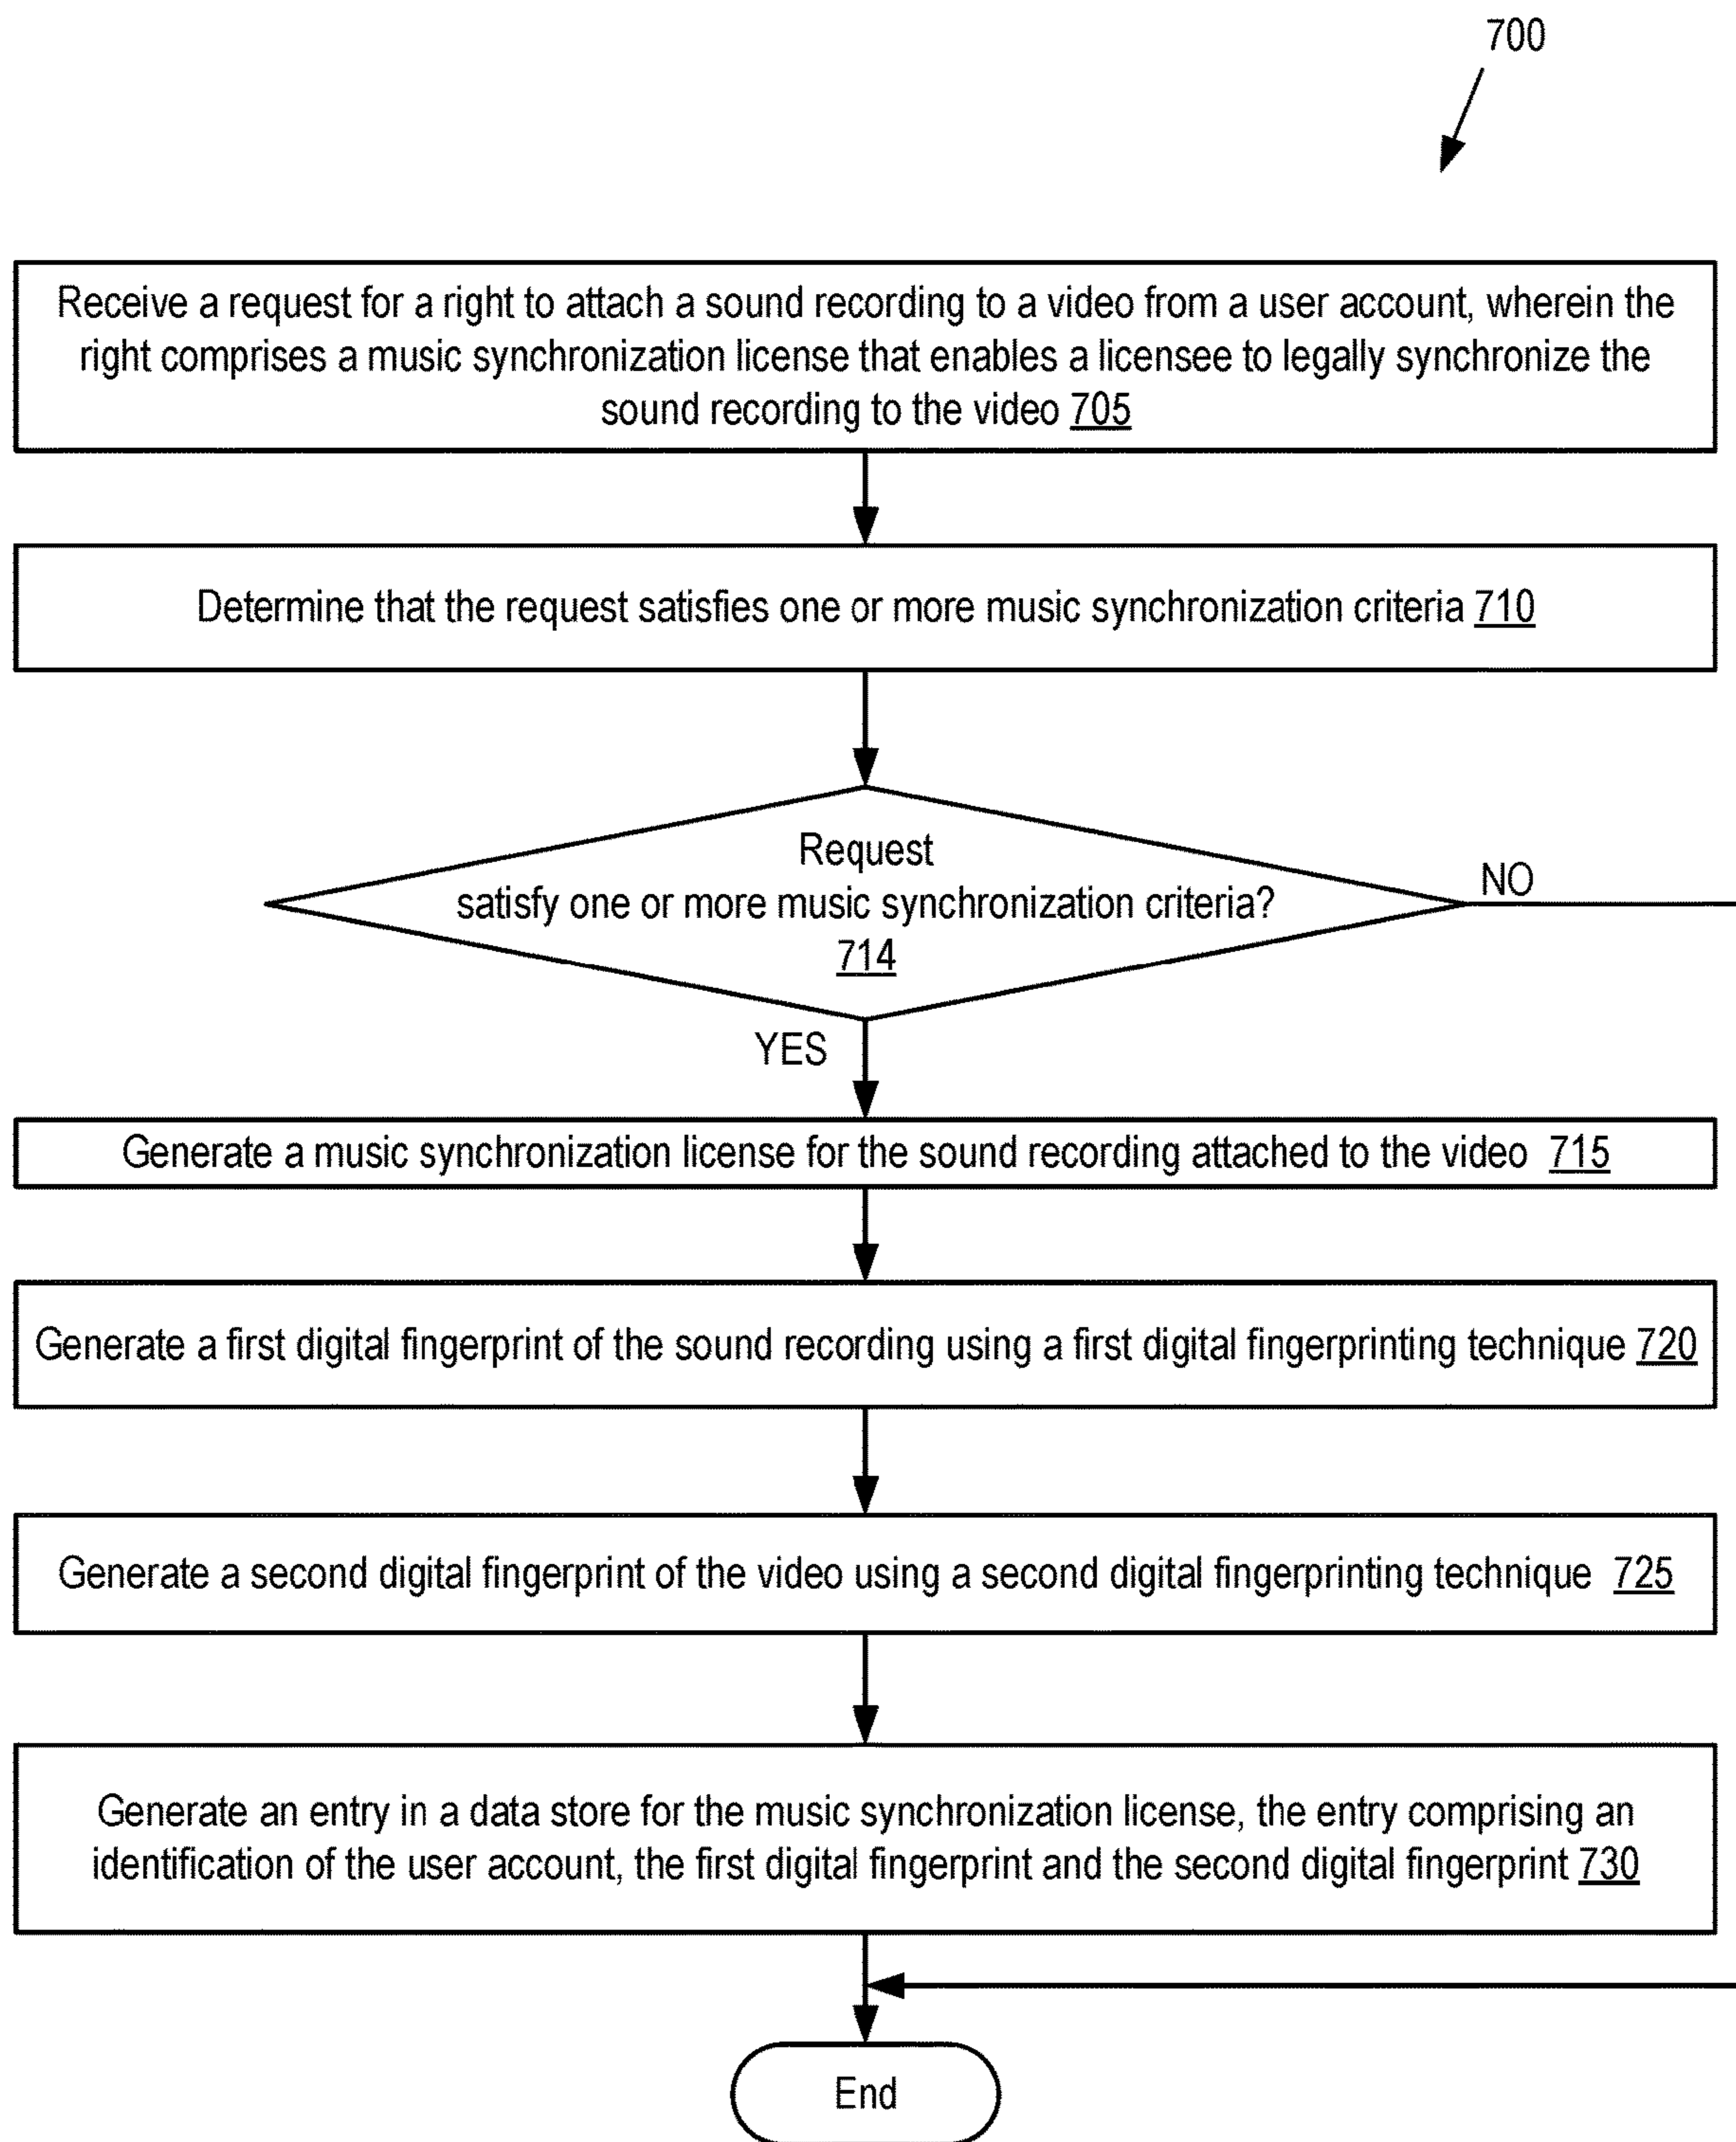 700
Receive a request for a right to attach a sound recording to a video from a user account, wherein the
right comprises a music synchronization license that enables a licensee to legally synchronize the
sound recording to the video 705
Determine that the request satisfies one or more music synchronization criteria 710
Request
satisfy one or more music synchronization criteria?
714
NO
YES
Generate a music synchronization license for the sound recording attached to the video 715
Generate a first digital fingerprint of the sound recording using a first digital fingerprinting technique 720
Generate a second digital fingerprint of the video using a second digital fingerprinting technique 725
Generate an entry in a data store for the music synchronization license, the entry comprising an
identification of the user account, the first digital fingerprint and the second digital fingerprint 730
End